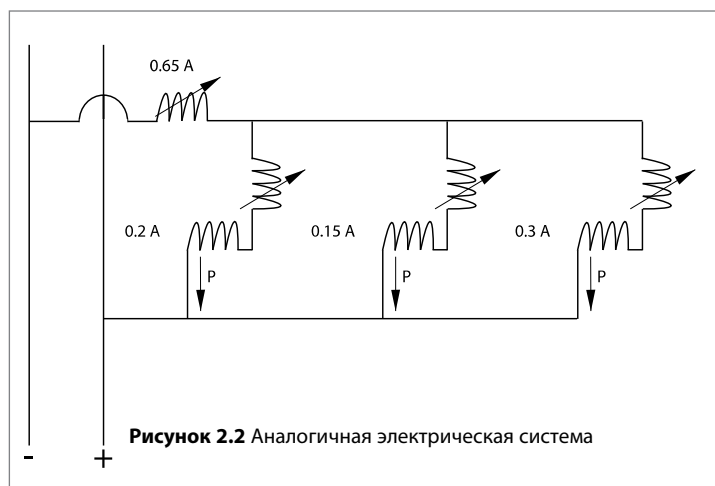 0.65 A
0.2 A
0.15 A
0.3 A
P
P
P
Рисунок 2.2 Аналогичная электрическая система
- +